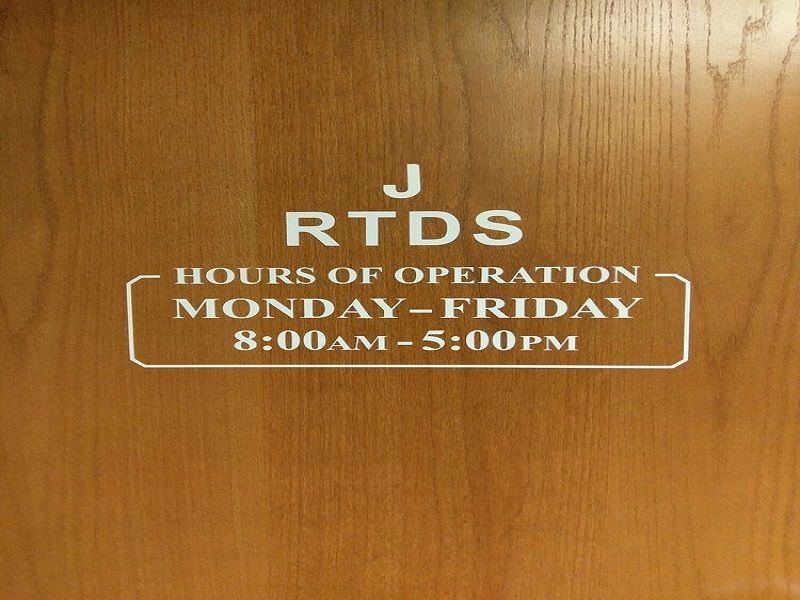 J
RTDS
HOURS OF OPERATION
MONDAY–FRIDAY
8:00AM - 5:00PM